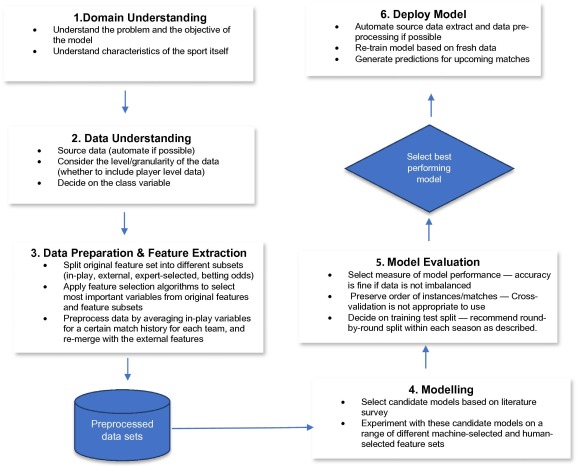 1.Domain Understanding
Understand the problem and the objective of
the model
Understand characteristics of the sport itself
2. Data Understanding
Source data (automate if possible)
Consider the level/granularity of the data
(whether to include player level data)
Decide on the class variable
3. Data Preparation & Feature Extraction
Split original feature set into different subsets
(in-play, external, expert-selected, betting odds)
Apply feature selection algorithms to select
most important variables from original features
and feature subsets
Preprocess data by averaging in-play variables
for a certain match history for each team, and
re-merge with the external features
Preprocessed
data sets
4. Modelling
Select candidate models based on literature
survey
Experiment with these candidate models on a
range of different machine-selected and human-
selected feature sets
5. Model Evaluation
Select measure of model performance — accuracy
is fine if data is not imbalanced
Preserve order of instances/matches — Cross-
validation is not appropriate to use
Decide on training test split — recommend round-
by-round split within each season as described.
Select best
performing
model
6. Deploy Model
Automate source data extract and data pre-
processing if possible
Re-train model based on fresh data
Generate predictions for upcoming matches